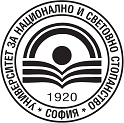 УНИВЕРСИТЕТ ЗА НАЦИОНАЛНО И СВЕТОВНО СТОПАНСТВО
* СОФИЯ *
1920